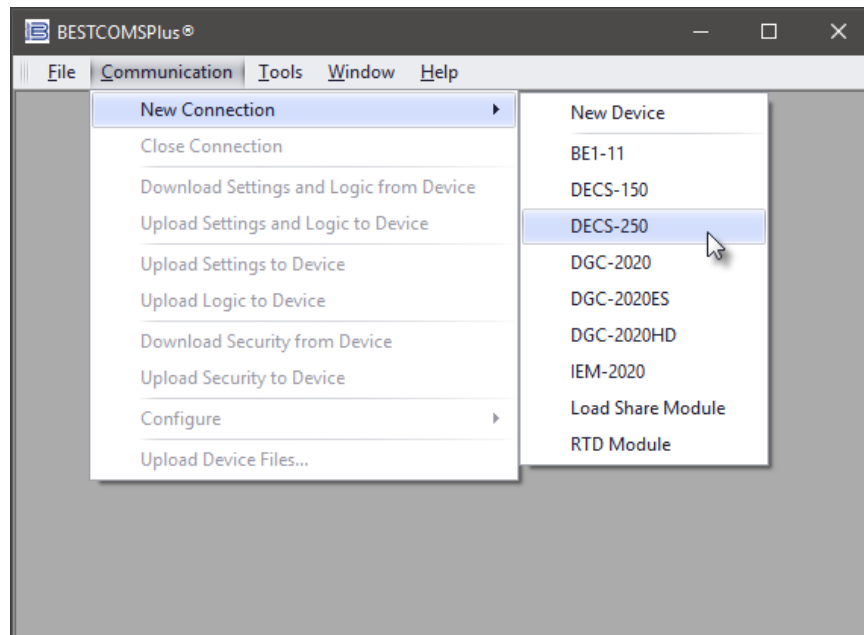 BESTCOMSPlus®
File Communication Tools Window Help
New Connection
Close Connection
Download Settings and Logic from Device
Upload Settings and Logic to Device
Upload Settings to Device
Upload Logic to Device
Download Security from Device
Upload Security to Device
Configure
Upload Device Files...
New Device
BE1-11
DECS-150
DECS-250
DGC-2020
DGC-2020ES
DGC-2020HD
IEM-2020
Load Share Module
RTD Module